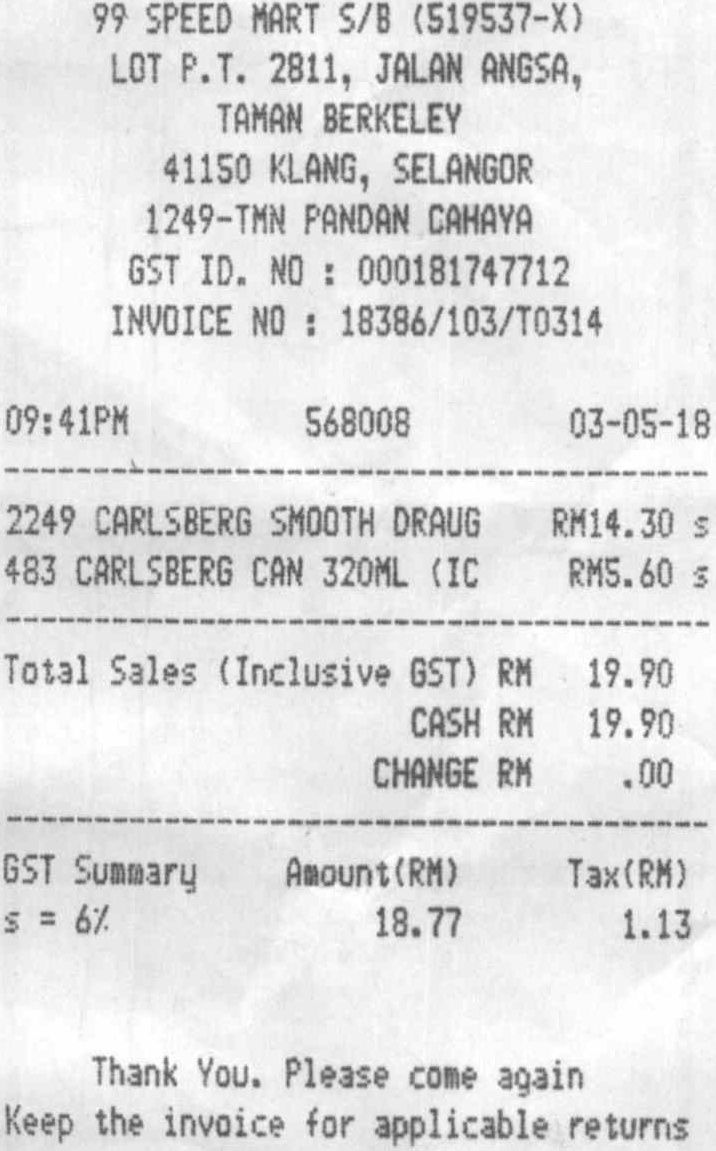 99 SPEED MART S/B (519537-X)
LOT P.T. 2811, JALAN ANGSA,
TAMAN BERKELEY
41150 KLANG, SELANGOR
1249-TMN PANDAN CAHAYA
GST ID. NO : 000181747712
INVOICE NO : 18386/103/T0314
09:41PM 568008 03-05-18
2249 CARLSBERG SMOOTH DRAUG RM14.30 s
483 CARLSBERG CAN 320ML (IC RM5.60 s
Total Sales (Inclusive GST) RM 19.90
CASH RM 19.90
CHANGE RM .00
GST Summary Amount(RM) Tax(RM)
s = 6% 18.77 1.13
Thank You. Please come again
Keep the invoice for applicable returns